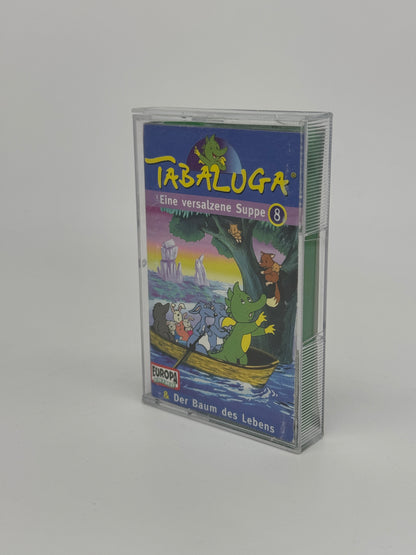 TABALUGA®
Eine versalzene Suppe 8
EUROPA
& Der Baum des Lebens